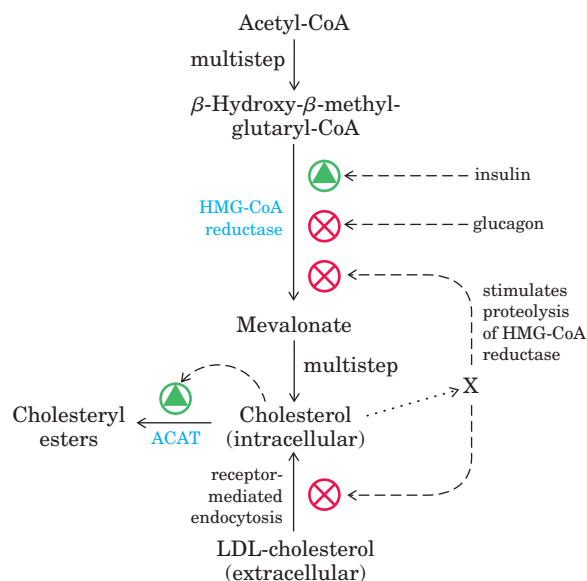 Acetyl-CoA
multistep
β-Hydroxy-β-methyl-
glutaryl-CoA
insulin
HMG-CoA
reductase
glucagon
stimulates
proteolysis
of HMG-CoA
reductase
Mevalonate
multistep
X
Cholesteryl
esters
ACAT
Cholesterol
(intracellular)
receptor-
mediated
endocytosis
LDL-cholesterol
(extracellular)